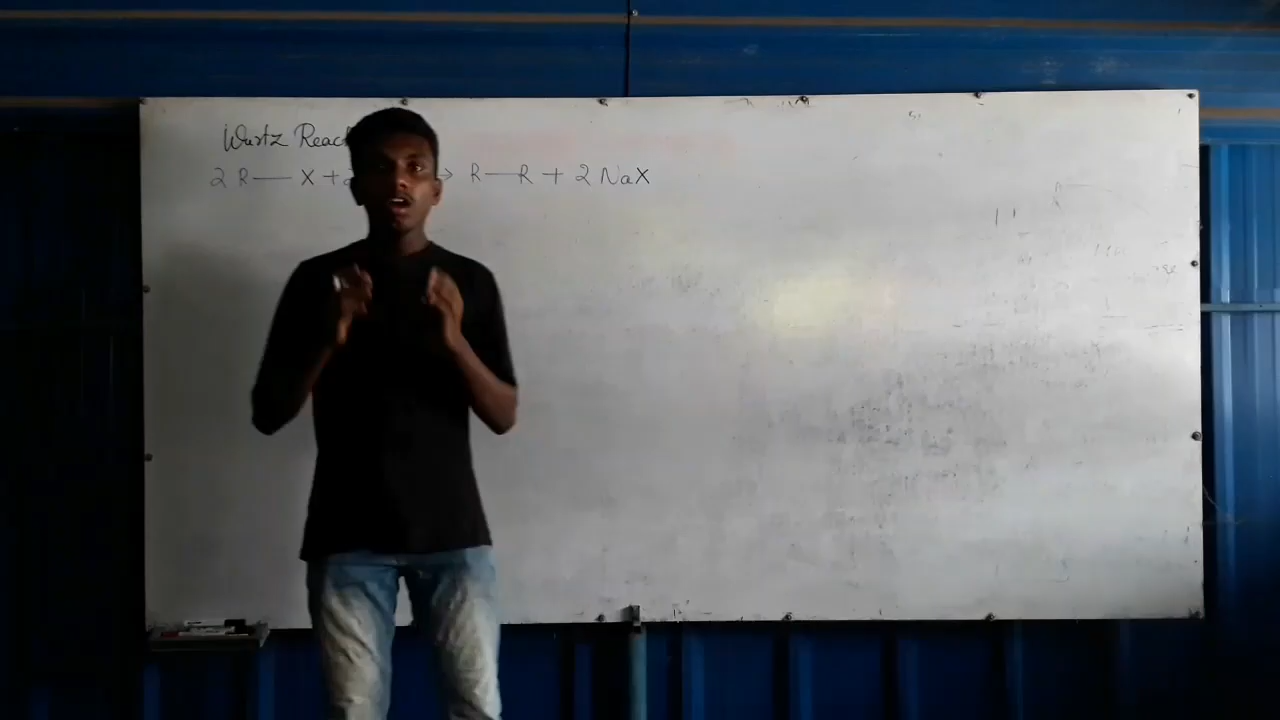 Wurtz Reac
2 R — X + 2 → R — R + 2 NaX